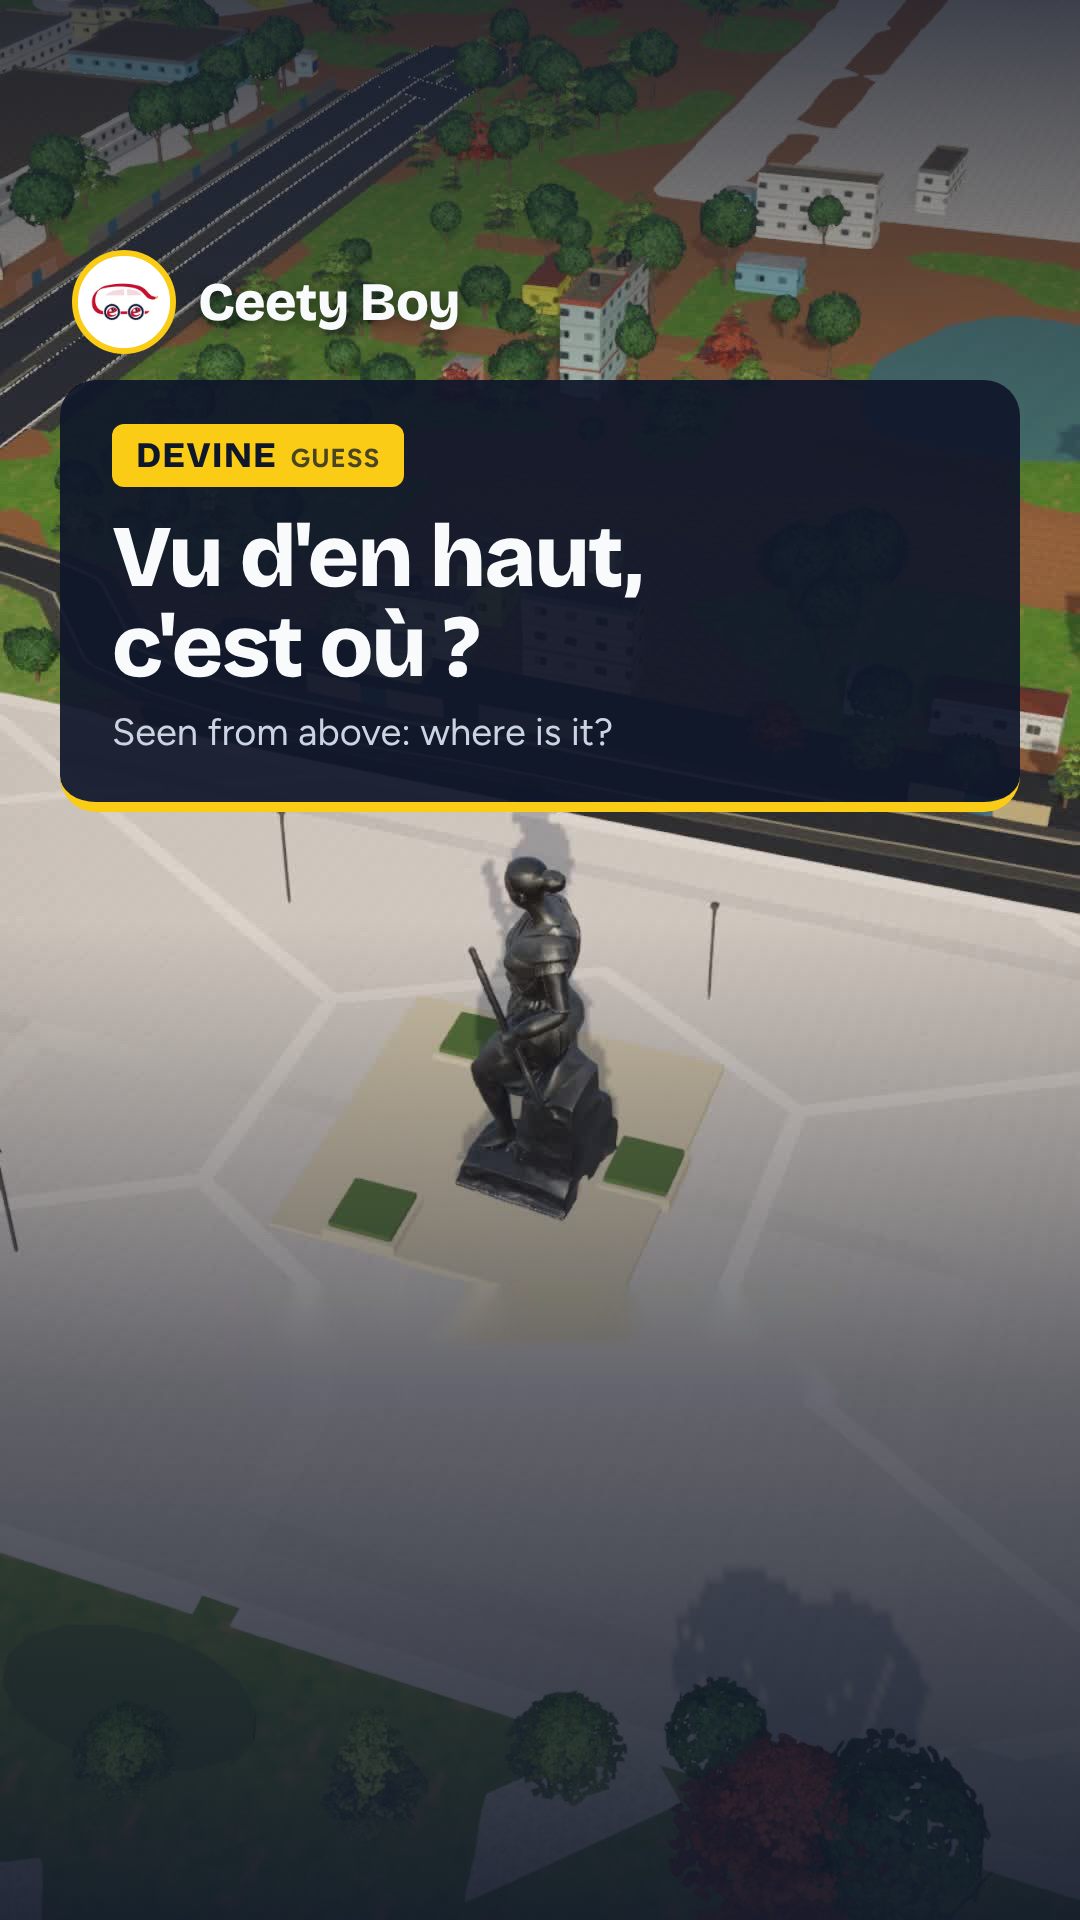 Ceety Boy
DEVINE GUESS
Vu d'en haut,
c'est où ?
Seen from above: where is it?